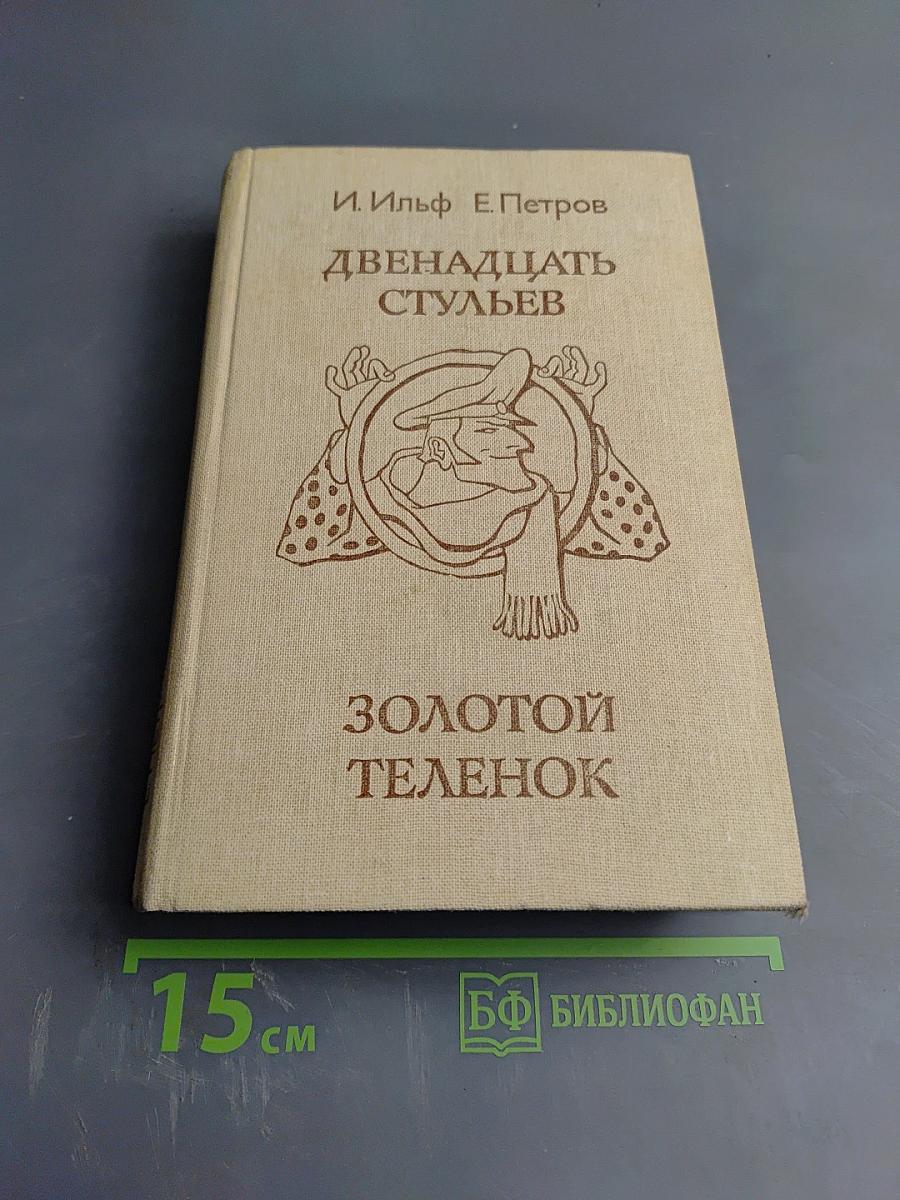 И. Ильф Е. Петров
ДВЕНАДЦАТЬ
СТУЛЬЕВ
ЗОЛОТОЙ
ТЕЛЕНОК
15 см
БФ БИБЛИОФАН